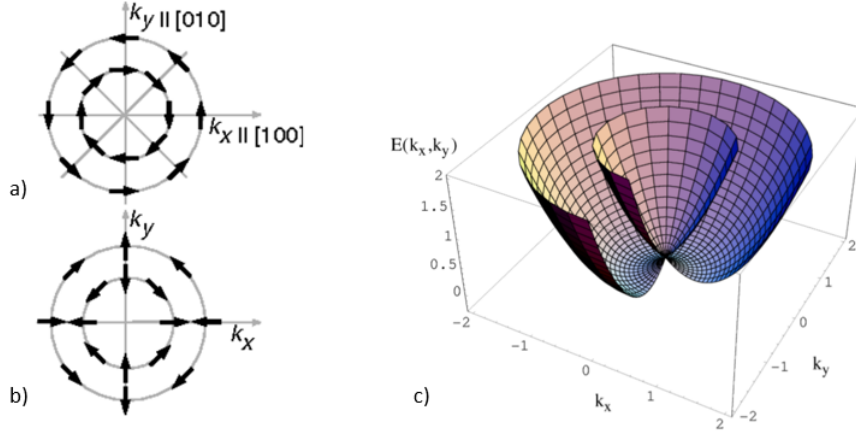 k_y || [010]
k_x || [100]
a)
k_y
k_x
b)
E(k_x,k_y)
2
1.5
1
0.5
0
-2
-1
0
1
2
k_x
-2
-1
0
1
2
k_y
c)